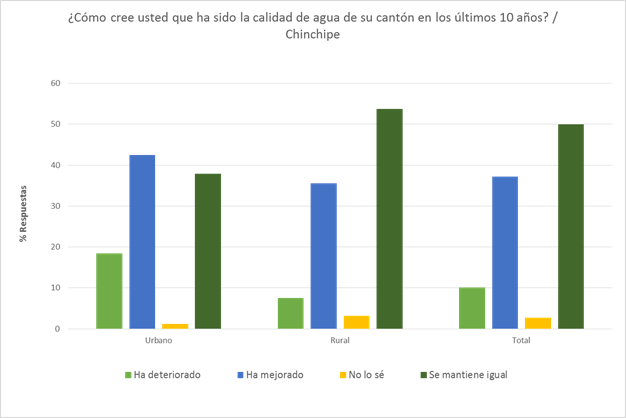 ¿Cómo cree usted que ha sido la calidad de agua de su cantón en los últimos 10 años? /
Chinchipe
60
50
40
30
20
10
0
% Respuestas
Urbano
Rural
Total
Ha deteriorado
Ha mejorado
No lo sé
Se mantiene igual